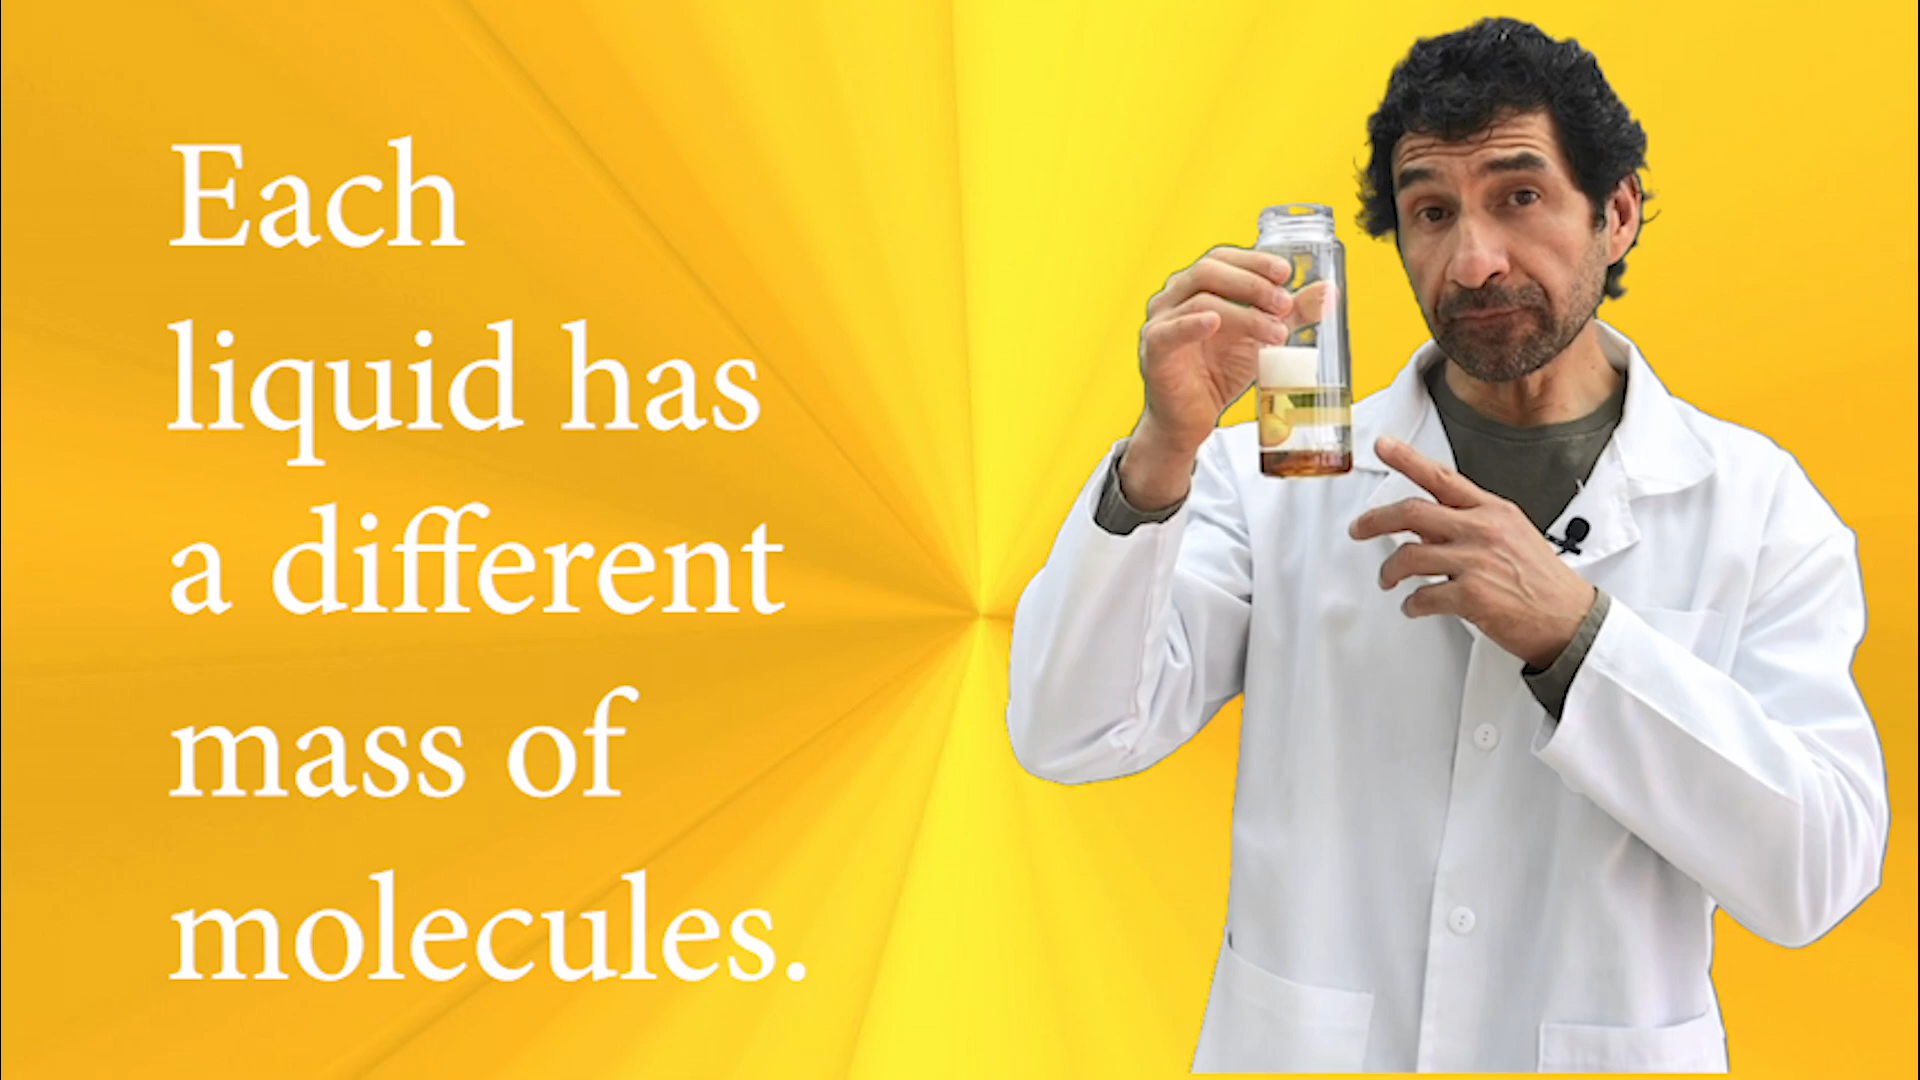 Each
liquid has
a different
mass of
molecules.